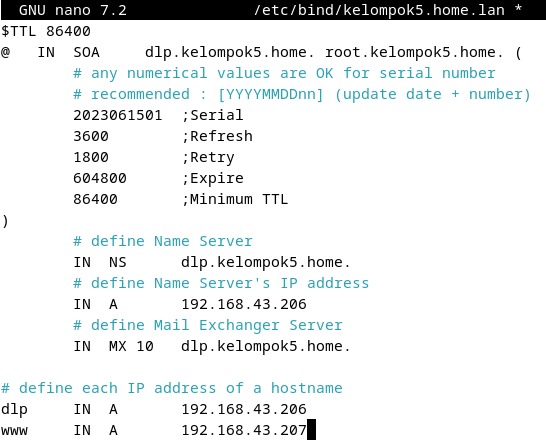 GNU nano 7.2 /etc/bind/kelompok5.home.lan *
$TTL 86400
@ IN SOA dlp.kelompok5.home. root.kelompok5.home. (
# any numerical values are OK for serial number
# recommended : [YYYYMMDDnn] (update date + number)
2023061501 ;Serial
3600 ;Refresh
1800 ;Retry
604800 ;Expire
86400 ;Minimum TTL
)
# define Name Server
IN NS dlp.kelompok5.home.
# define Name Server's IP address
IN A 192.168.43.206
# define Mail Exchanger Server
IN MX 10 dlp.kelompok5.home.
# define each IP address of a hostname
dlp IN A 192.168.43.206
www IN A 192.168.43.207